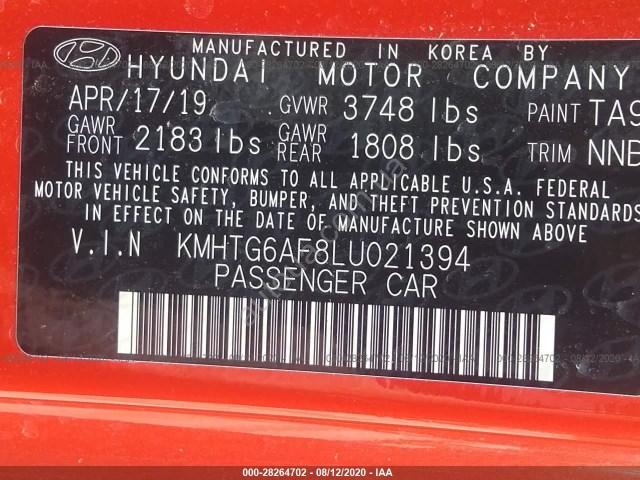 MANUFACTURED IN KOREA BY
HYUNDAI MOTOR COMPANY
APR/17/19 GVWR 3748 lbs PAINT TA9
GAWR FRONT 2183 lbs GAWR REAR 1808 lbs TRIM NNB
THIS VEHICLE CONFORMS TO ALL APPLICABLE U.S.A. FEDERAL
MOTOR VEHICLE SAFETY, BUMPER, AND THEFT PREVENTION STANDARDS
IN EFFECT ON THE DATE OF MANUFACTURE SHOWN ABOVE
V.I.N KMHTG6AF8LU021394
PASSENGER CAR
000-28264702 - 08/12/2020 - IAA